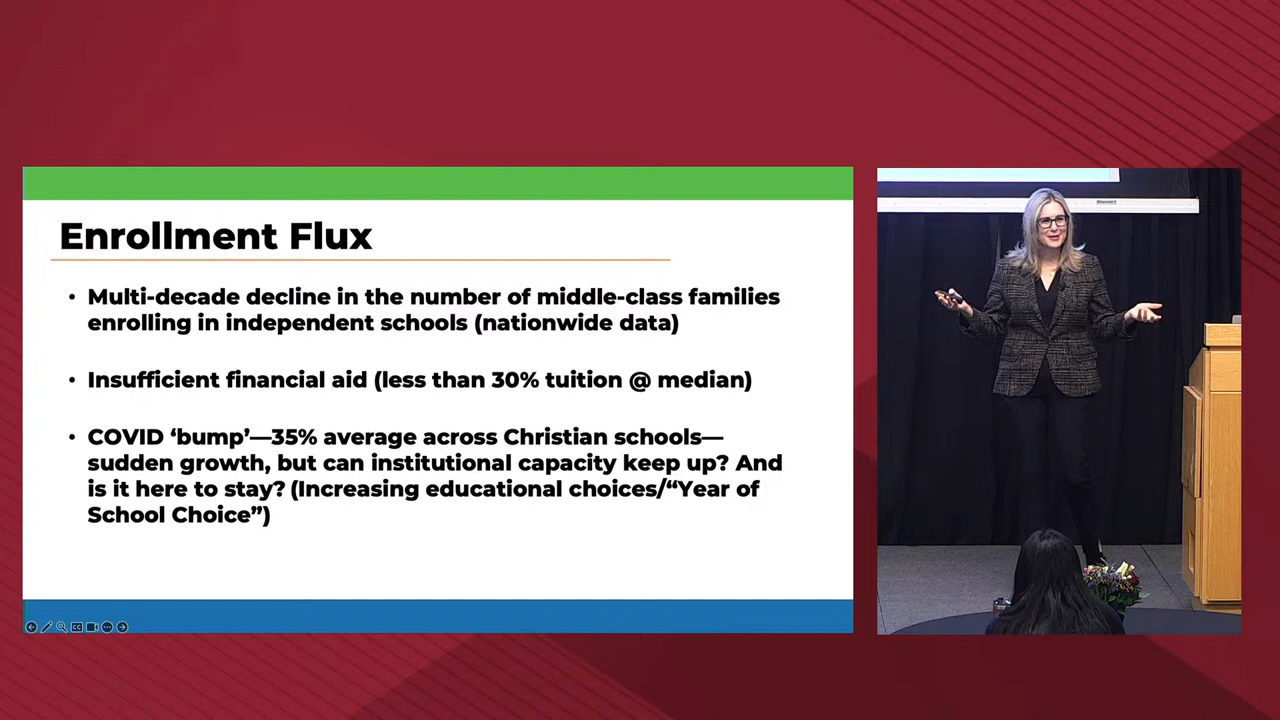 Enrollment Flux
• Multi-decade decline in the number of middle-class families
enrolling in independent schools (nationwide data)
• Insufficient financial aid (less than 30% tuition @ median)
• COVID ‘bump’—35% average across Christian schools—
sudden growth, but can institutional capacity keep up? And
is it here to stay? (Increasing educational choices/“Year of
School Choice”)